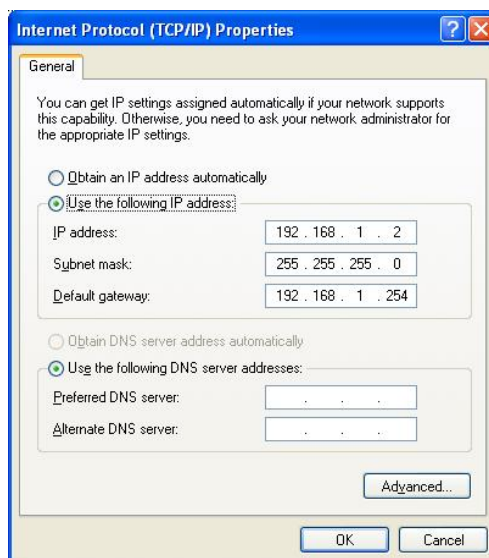 Internet Protocol (TCP/IP) Properties
General
You can get IP settings assigned automatically if your network supports
this capability. Otherwise, you need to ask your network administrator for
the appropriate IP settings.
Obtain an IP address automatically
Use the following IP address:
IP address: 192 . 168 . 1 . 2
Subnet mask: 255 . 255 . 255 . 0
Default gateway: 192 . 168 . 1 . 254
Obtain DNS server address automatically
Use the following DNS server addresses:
Preferred DNS server: . . .
Alternate DNS server: . . .
Advanced...
OK Cancel